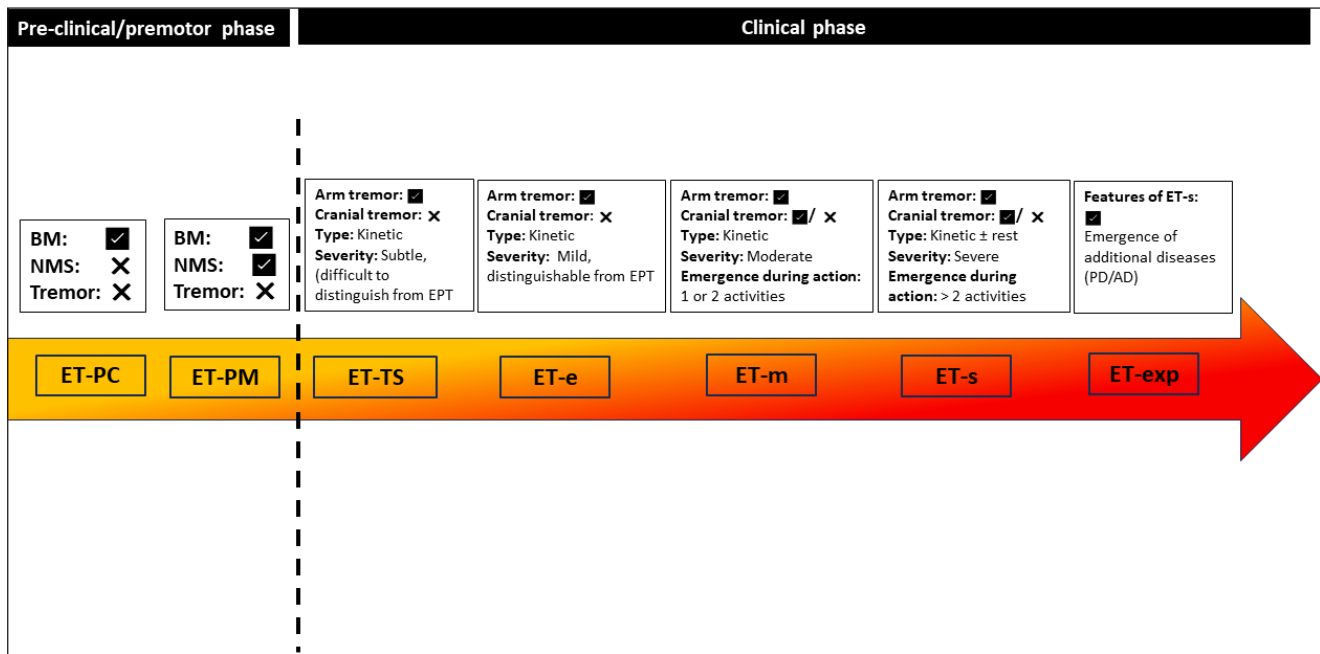 Pre-clinical/premotor phase
Clinical phase
BM: ☑
NMS: ✕
Tremor: ✕
BM: ☑
NMS: ☑
Tremor: ✕
Arm tremor: ☑
Cranial tremor: ✕
Type: Kinetic
Severity: Subtle,
(difficult to
distinguish from EPT
Arm tremor: ☑
Cranial tremor: ✕
Type: Kinetic
Severity: Mild,
distinguishable from EPT
Arm tremor: ☑
Cranial tremor: ☑/ ✕
Type: Kinetic
Severity: Moderate
Emergence during action:
1 or 2 activities
Arm tremor: ☑
Cranial tremor: ☑/ ✕
Type: Kinetic ± rest
Severity: Severe
Emergence during
action: > 2 activities
Features of ET-s:
☑
Emergence of
additional diseases
(PD/AD)
ET-PC
ET-PM
ET-TS
ET-e
ET-m
ET-s
ET-exp